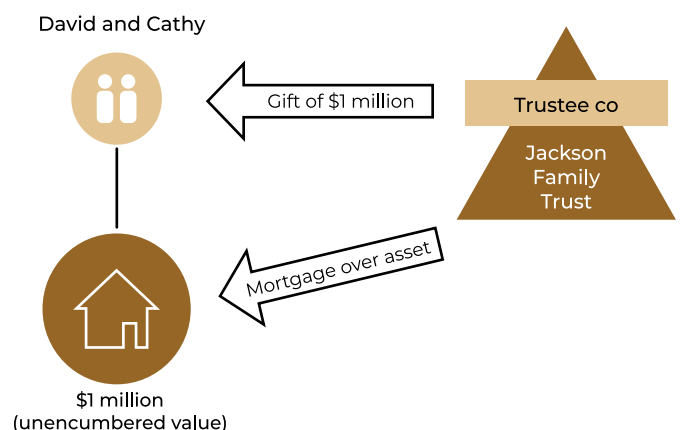 David and Cathy
Gift of $1 million
Trustee co
Jackson
Family
Trust
Mortgage over asset
$1 million
(unencumbered value)